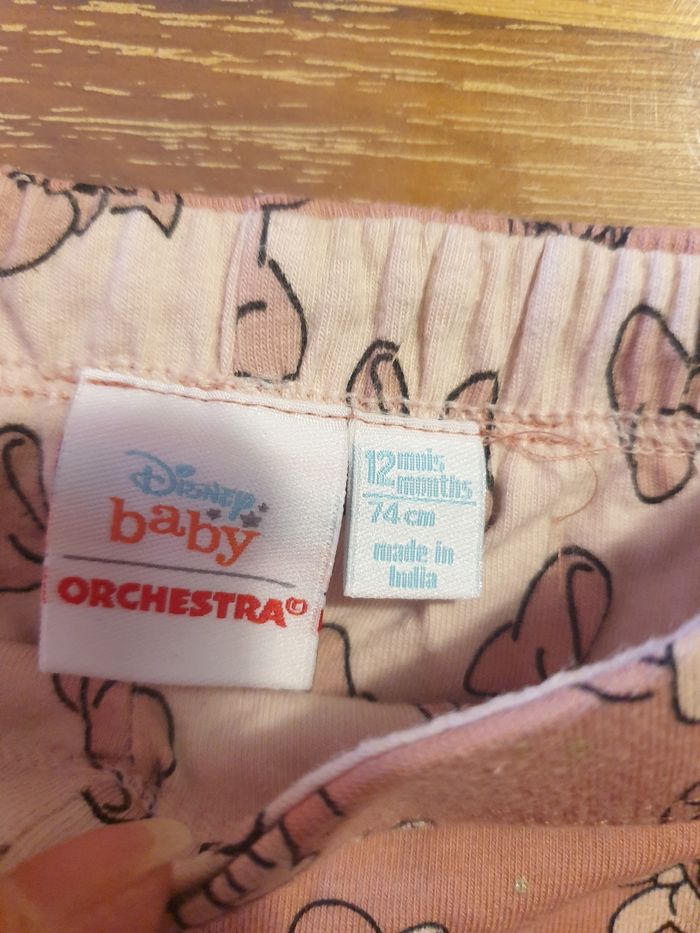 Disney
baby
ORCHESTRA©
12 mois
months
74 cm
made in
India